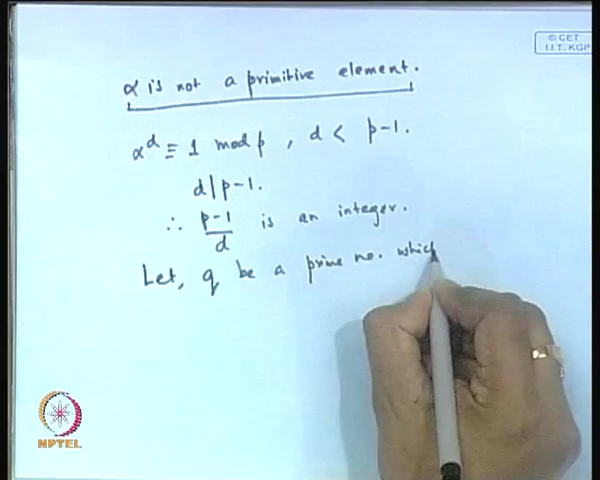 © CET
I.I.T. KGP
α is not a primitive element.
α^d ≡ 1 mod p , d < p-1.
d | p-1.
∴ p-1/d is an integer.
Let, q be a prime no. which
NPTEL